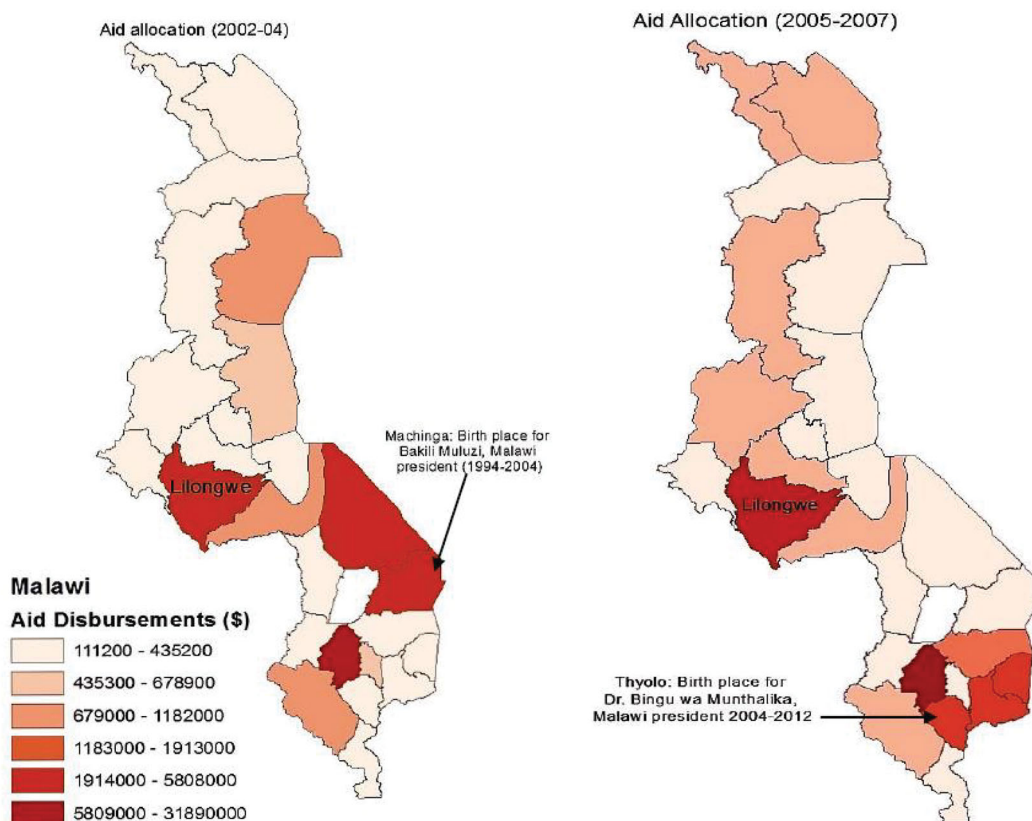 Aid allocation (2002-04)
Aid Allocation (2005-2007)
Machinga: Birth place for
Bakili Muluzi, Malawi
president (1994-2004)
Lilongwe
Lilongwe
Malawi
Aid Disbursements ($)
111200 - 435200
435300 - 678900
679000 - 1182000
1183000 - 1913000
1914000 - 5808000
5809000 - 31890000
Thyolo: Birth place for
Dr. Bingu wa Munthalika,
Malawi president 2004-2012